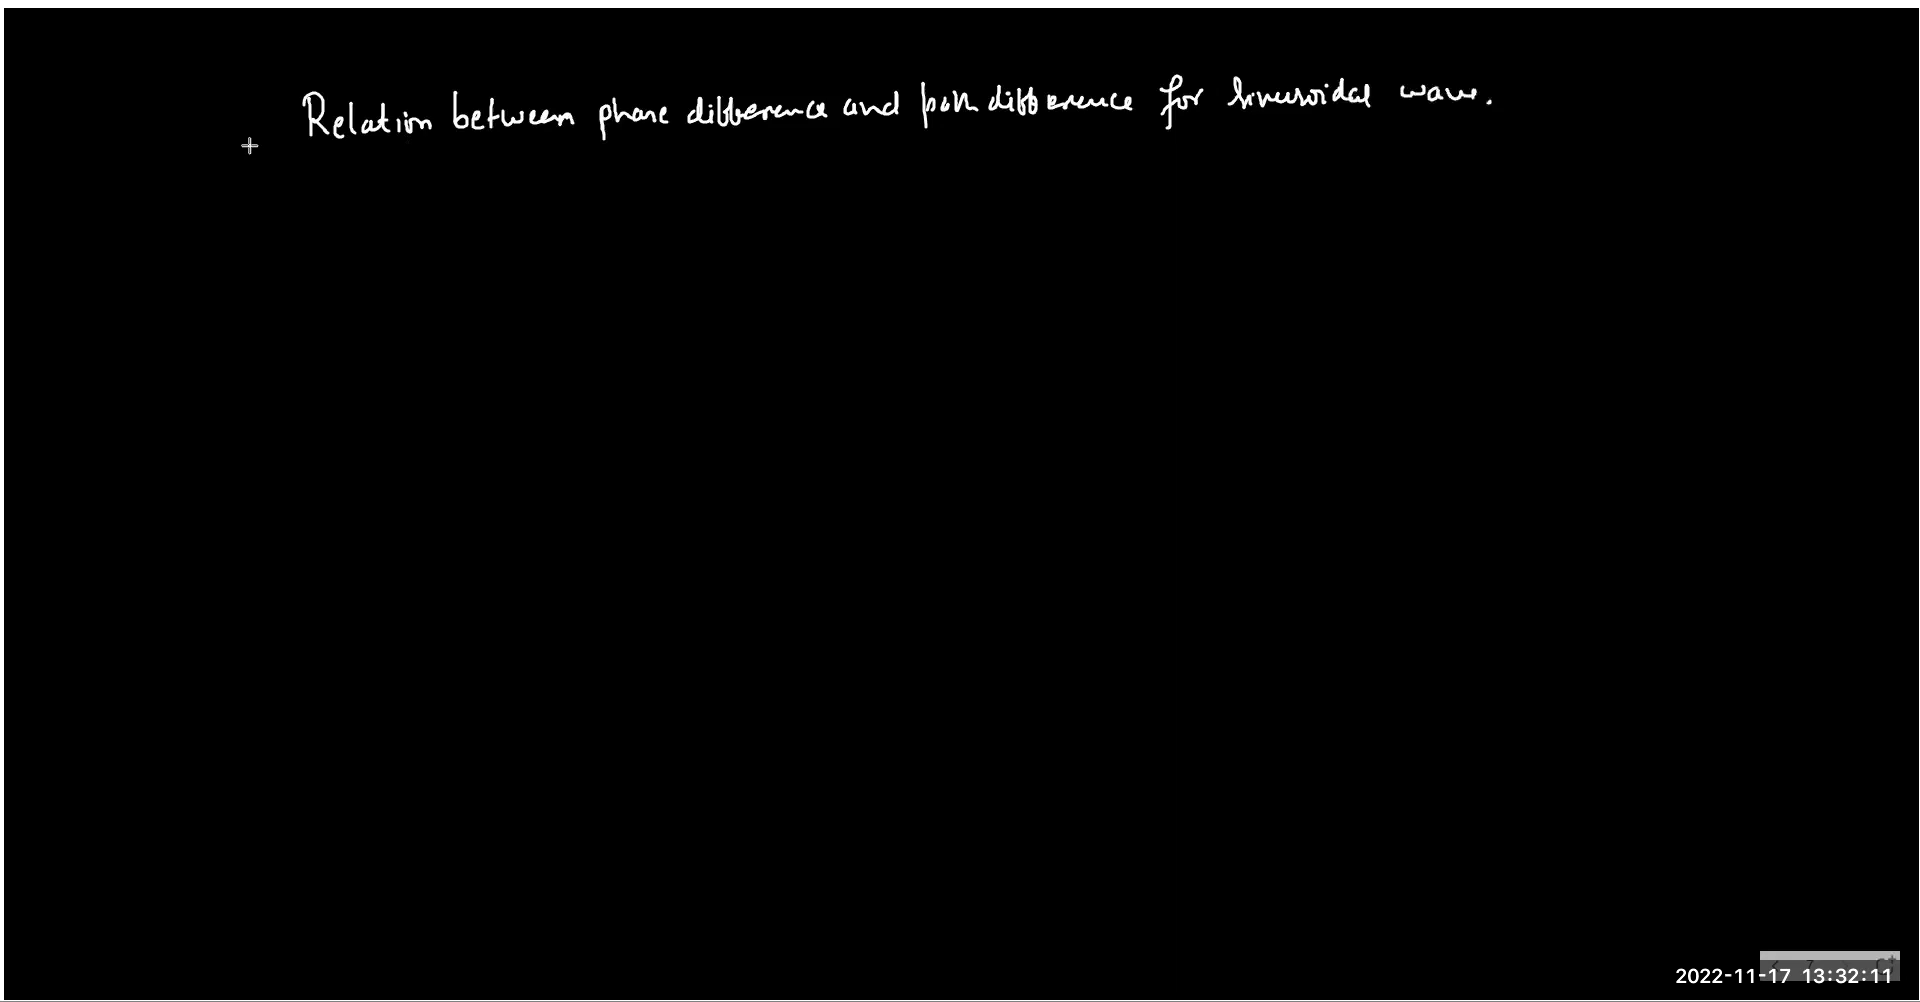 Relation between phase difference and path difference for sinusoidal wave.
2022-11-17 13:32:11